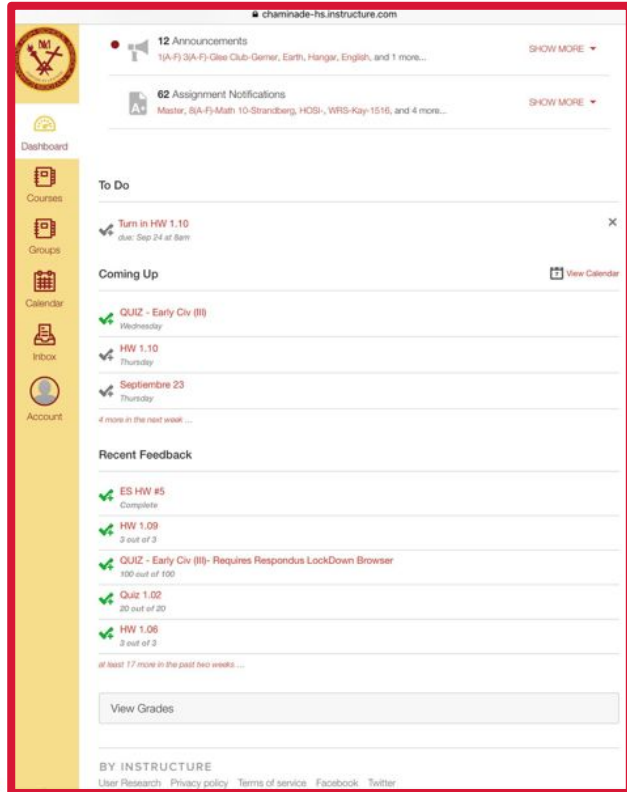 chaminade-hs.instructure.com
12 Announcements
1(A-F) 3(A-F)-Glee Club-Gerner, Earth, Hangar, English, and 1 more...
SHOW MORE
62 Assignment Notifications
Master, 8(A-F)-Math 10-Strandberg, HOSI-, WRS-Kay-1516, and 4 more...
SHOW MORE
A+
Dashboard
Courses
Groups
Calendar
Inbox
Account
To Do
Turn in HW 1.10
due: Sep 24 at 8am
Coming Up
View Calendar
QUIZ - Early Civ (III)
Wednesday
HW 1.10
Thursday
Septiembre 23
Thursday
4 more in the next week ...
Recent Feedback
ES HW #5
Complete
HW 1.09
3 out of 3
QUIZ - Early Civ (III)- Requires Respondus LockDown Browser
100 out of 100
Quiz 1.02
20 out of 20
HW 1.06
3 out of 3
at least 17 more in the past two weeks ...
View Grades
BY INSTRUCTURE
User Research Privacy policy Terms of service Facebook Twitter